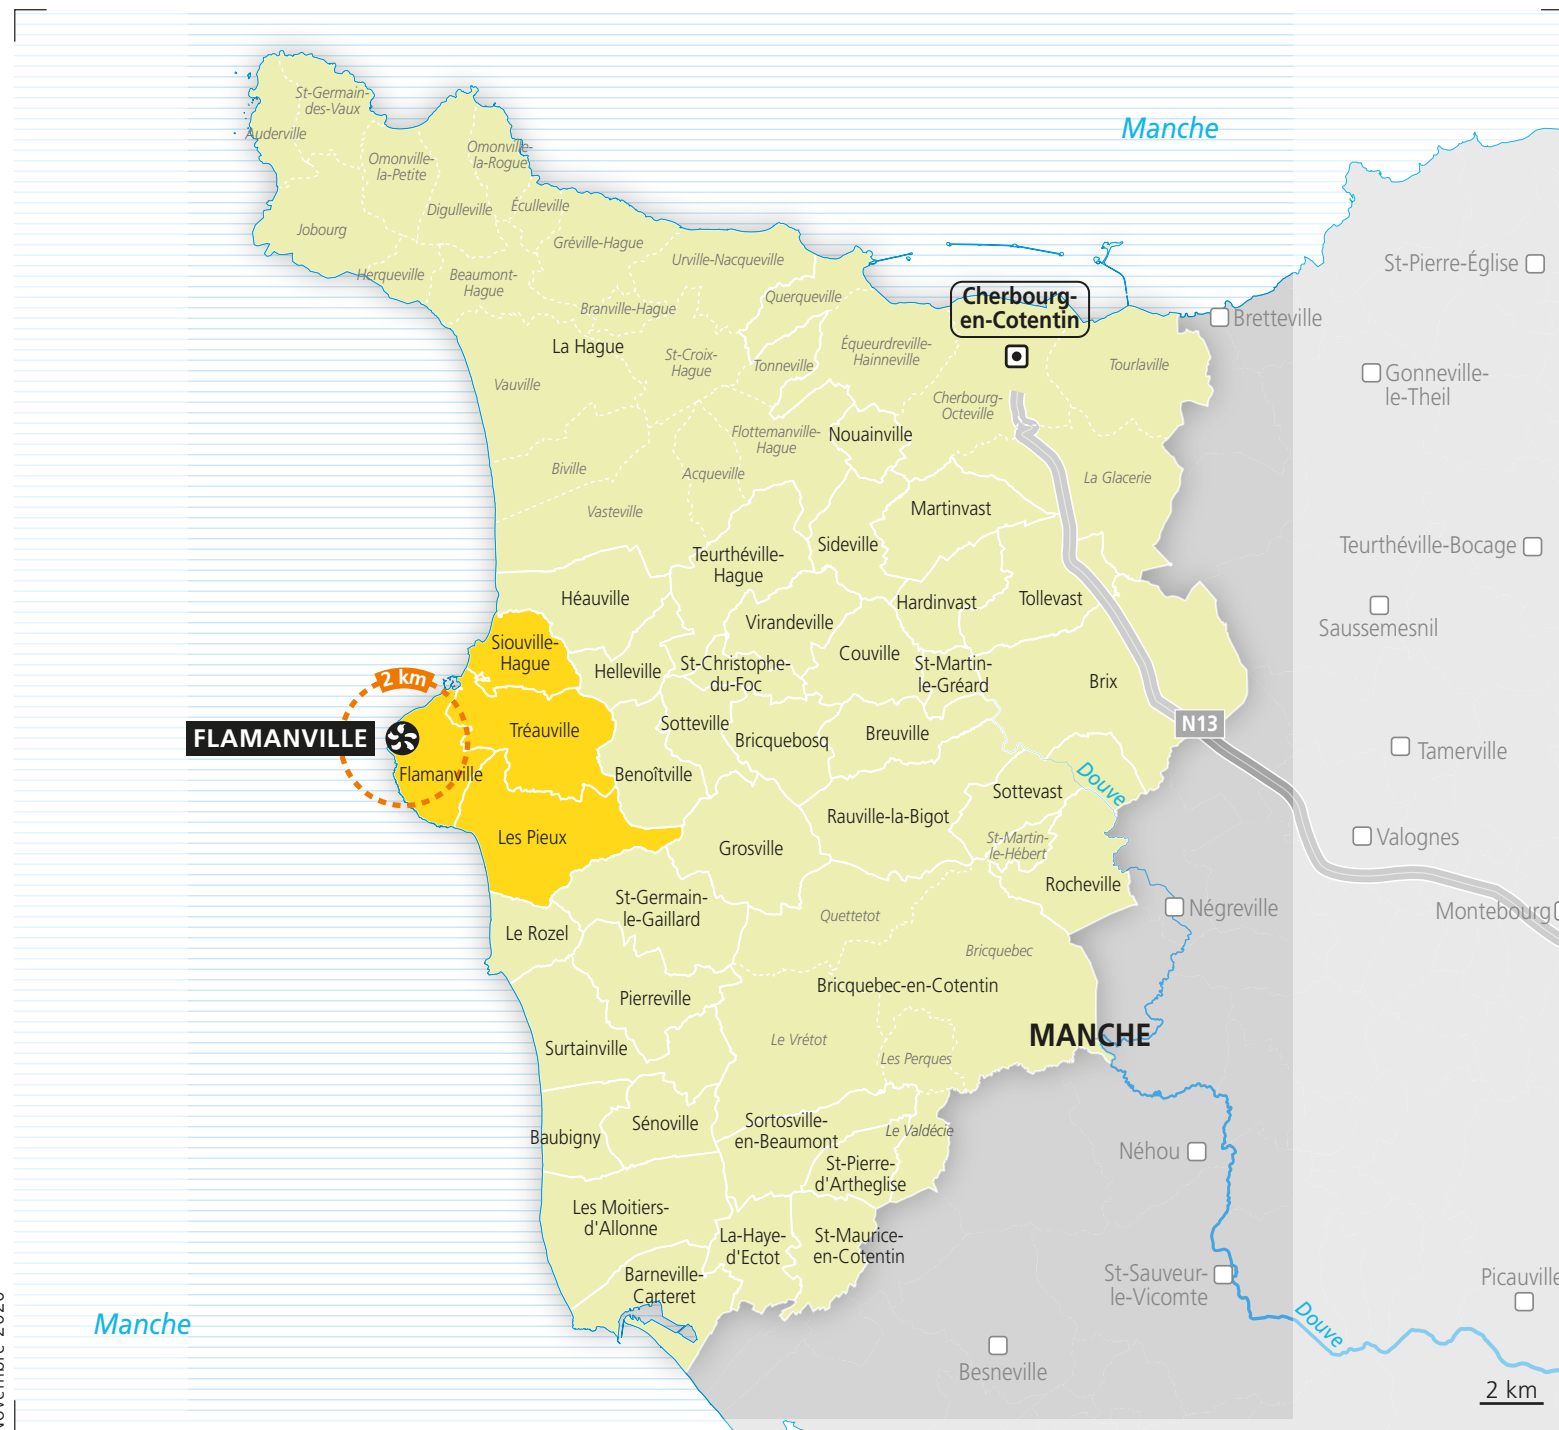 St-Germain-
des-Vaux
Auderville
Omonville-
la-Petite
Omonville-
la-Rogue
Manche
Jobourg
Digulleville
Éculleville
Gréville-Hague
Urville-Nacqueville
Herqueville
Beaumont-
Hague
Branville-Hague
Querqueville
Cherbourg-
en-Cotentin
St-Pierre-Église
Bretteville
La Hague
St-Croix-
Hague
Tonneville
Équeurdreville-
Hainneville
Tourlaville
Vauville
Cherbourg-
Octeville
Gonneville-
le-Theil
Flottemanville-
Hague
Nouainville
Biville
Acqueville
La Glacerie
Vasteville
Martinvast
Teurthéville-
Hague
Sideville
Teurthéville-Bocage
Héauville
Hardinvast
Tollevast
Virandeville
Saussemesnil
Siouville-
Hague
Helleville
St-Christophe-
du-Foc
Couville
St-Martin-
le-Gréard
Brix
2 km
FLAMANVILLE
Tréauville
Sotteville
Bricquebosq
Breuville
N13
Tamerville
Flamanville
Benoîtville
Douve
Sottevast
Les Pieux
Grosville
Rauville-la-Bigot
St-Martin-
le-Hébert
Valognes
Rocheville
St-Germain-
le-Gaillard
Quettetot
Négreville
Montebourg
Le Rozel
Bricquebec
Pierreville
Bricquebec-en-Cotentin
MANCHE
Surtainville
Le Vrétot
Les Perques
Baubigny
Sénoville
Sortosville-
en-Beaumont
Le Valdécie
Néhou
St-Pierre-
d'Artheglise
Les Moitiers-
d'Allonne
La-Haye-
d'Ectot
St-Maurice-
en-Cotentin
Barneville-
Carteret
St-Sauveur-
le-Vicomte
Picauville
Manche
Douve
Besneville
2 km